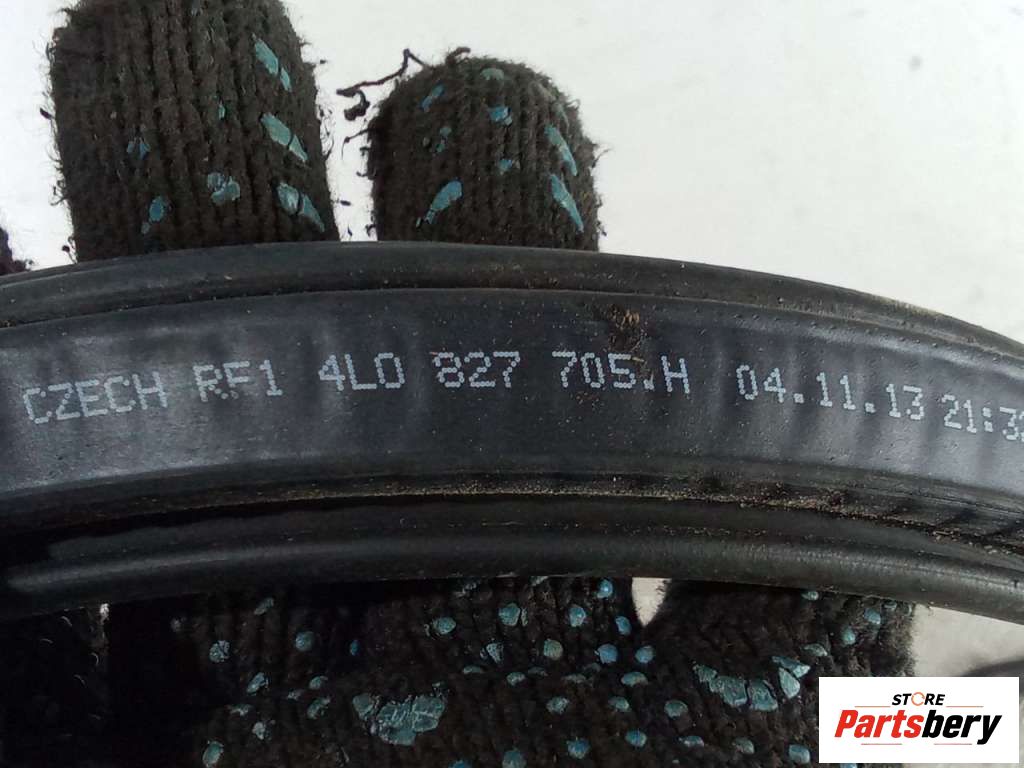 CZECH RF1 4L0 827 705.H 04.11.13 21:3
STORE
Partsbery